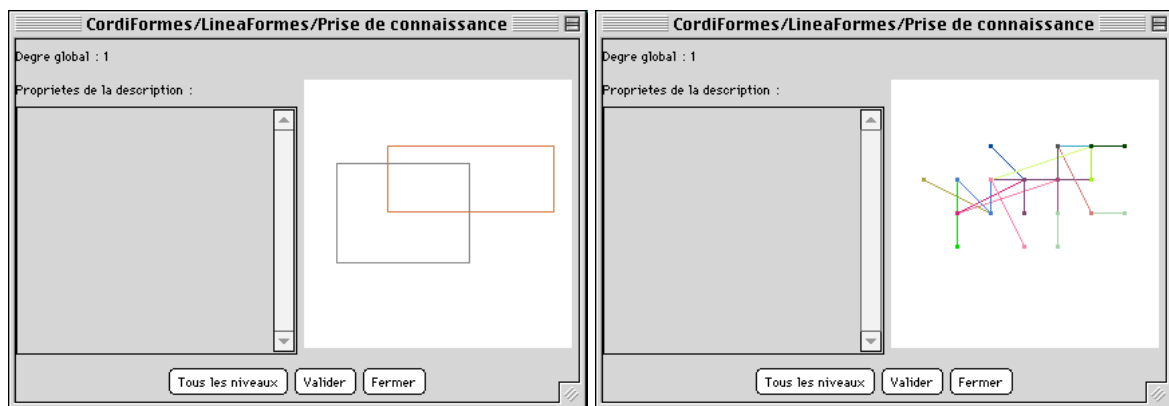 CordiFormes/LineaFormes/Prise de connaissance
Degre global : 1
Proprietes de la description :
Tous les niveaux Valider Fermer
CordiFormes/LineaFormes/Prise de connaissance
Degre global : 1
Proprietes de la description :
Tous les niveaux Valider Fermer